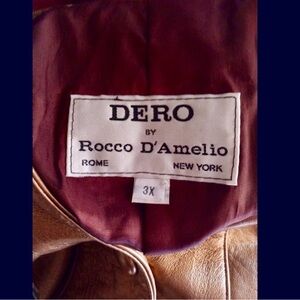 DERO
BY
Rocco D'Amelio
ROME NEW YORK
3X